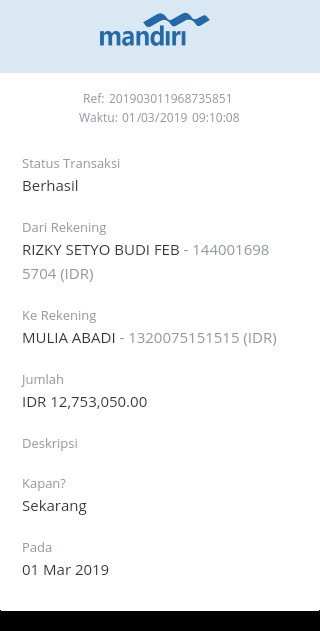 mandiri
Ref: 201903011968735851
Waktu: 01/03/2019 09:10:08
Status Transaksi
Berhasil
Dari Rekening
RIZKY SETYO BUDI FEB - 144001698
5704 (IDR)
Ke Rekening
MULIA ABADI - 1320075151515 (IDR)
Jumlah
IDR 12,753,050.00
Deskripsi
Kapan?
Sekarang
Pada
01 Mar 2019